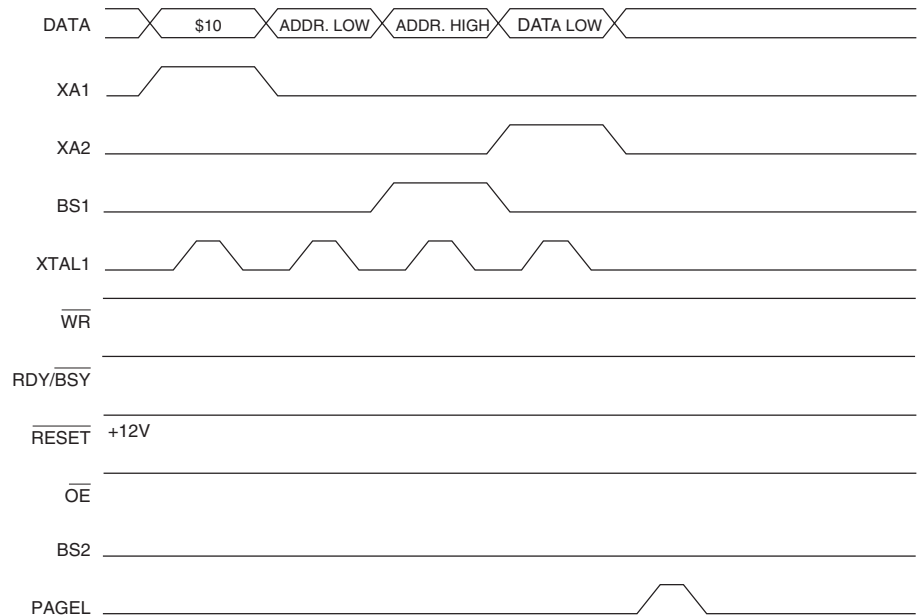 DATA $10 ADDR. LOW ADDR. HIGH DATA LOW
XA1
XA2
BS1
XTAL1
WR
RDY/BSY
RESET +12V
OE
BS2
PAGEL